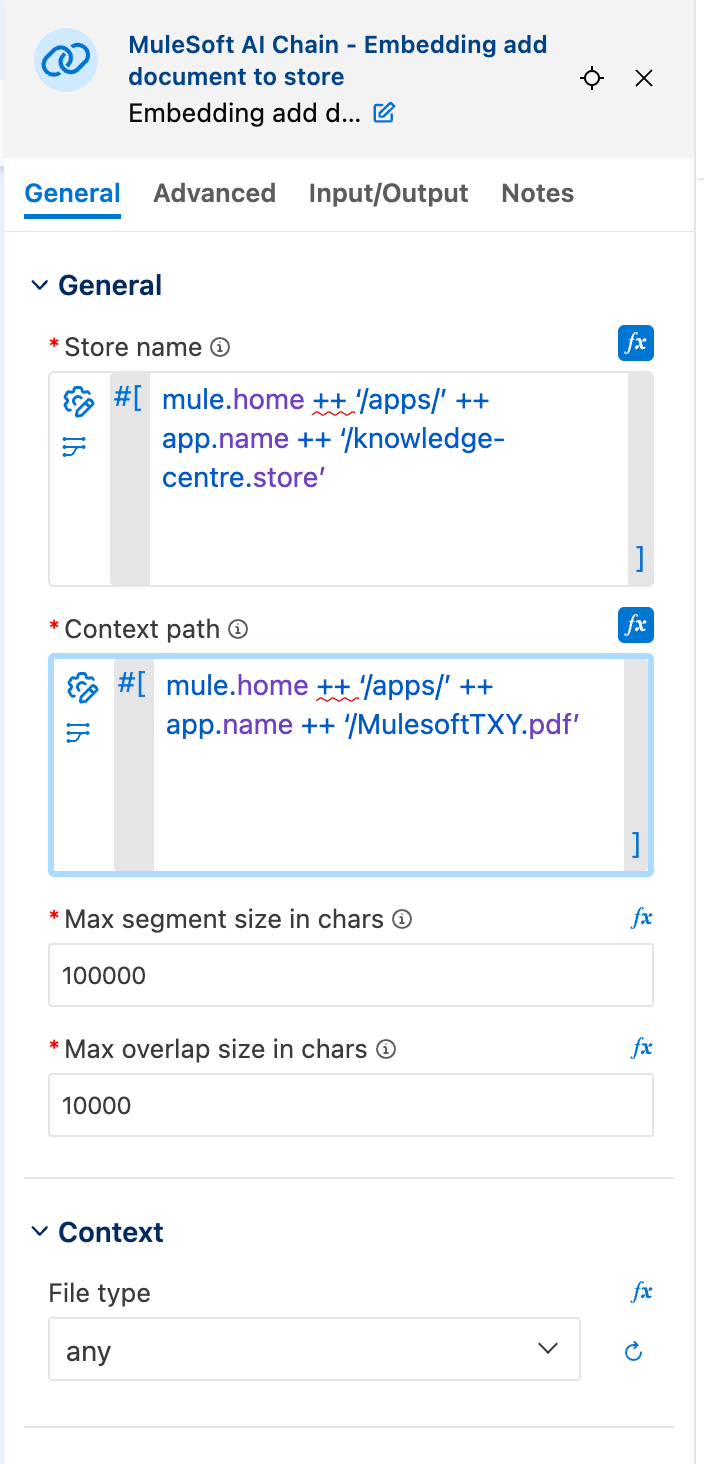 MuleSoft AI Chain - Embedding add
document to store
Embedding add d...
General Advanced Input/Output Notes
General
* Store name
fx
#[ mule.home ++ ‘/apps/’ ++
app.name ++ ‘/knowledge-
centre.store’
]
* Context path
fx
#[ mule.home ++ ‘/apps/’ ++
app.name ++ ‘/MulesoftTXY.pdf’
]
* Max segment size in chars
fx
100000
* Max overlap size in chars
fx
10000
Context
File type
fx
any